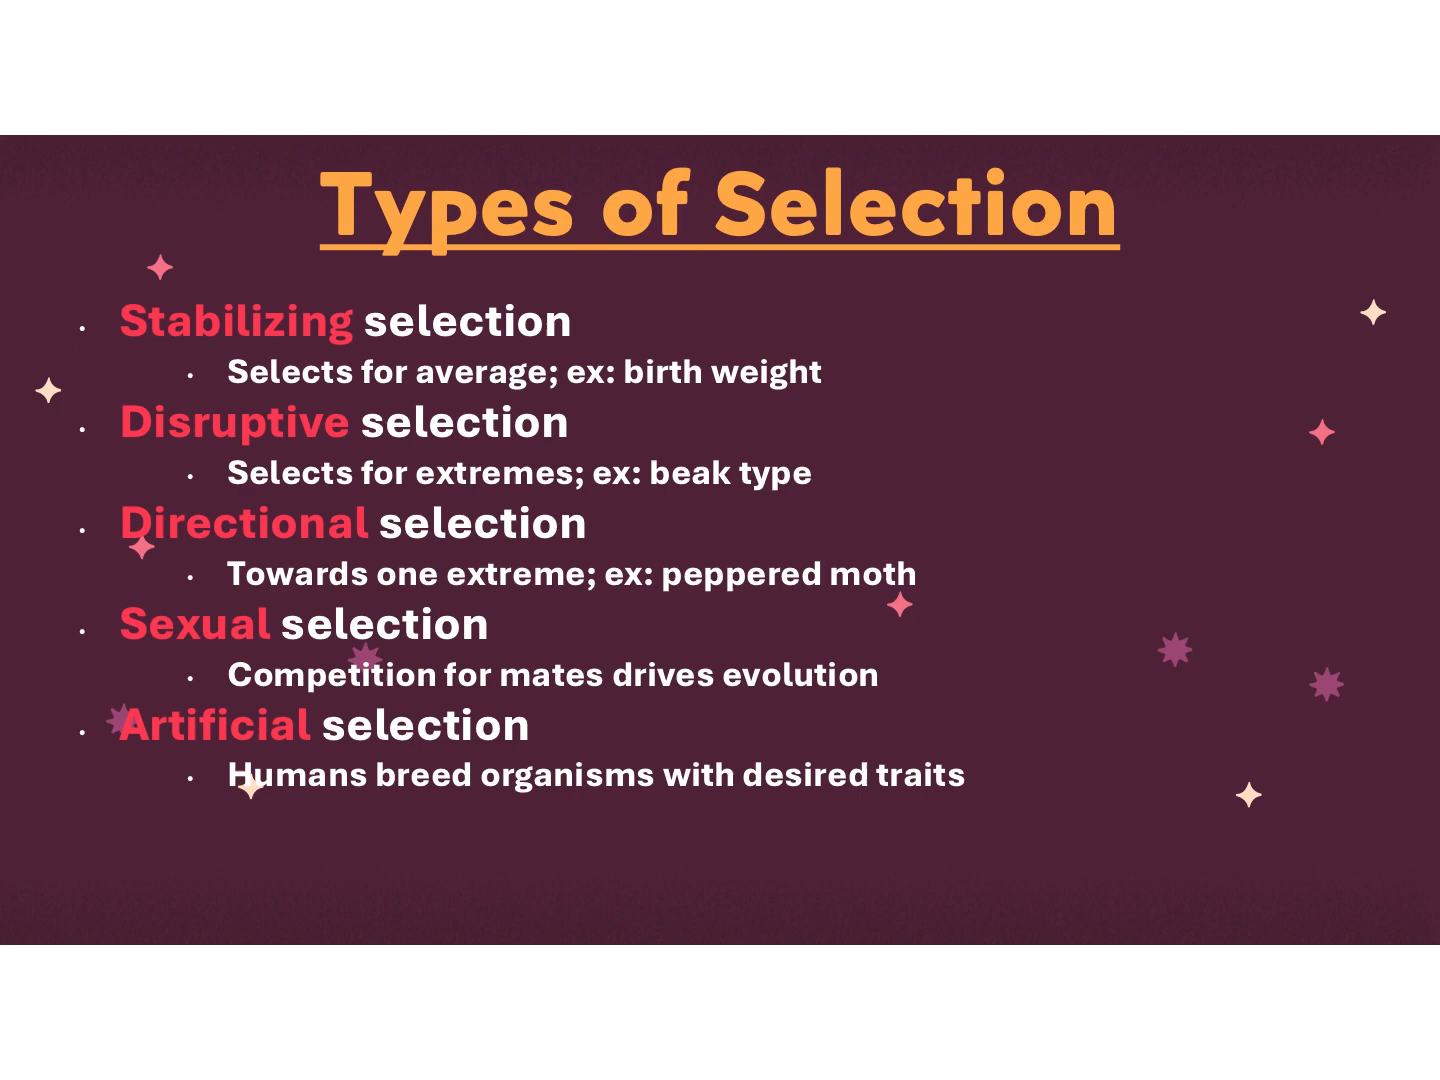 Types of Selection
• Stabilizing selection
• Selects for average; ex: birth weight
• Disruptive selection
• Selects for extremes; ex: beak type
• Directional selection
• Towards one extreme; ex: peppered moth
• Sexual selection
• Competition for mates drives evolution
• Artificial selection
• Humans breed organisms with desired traits